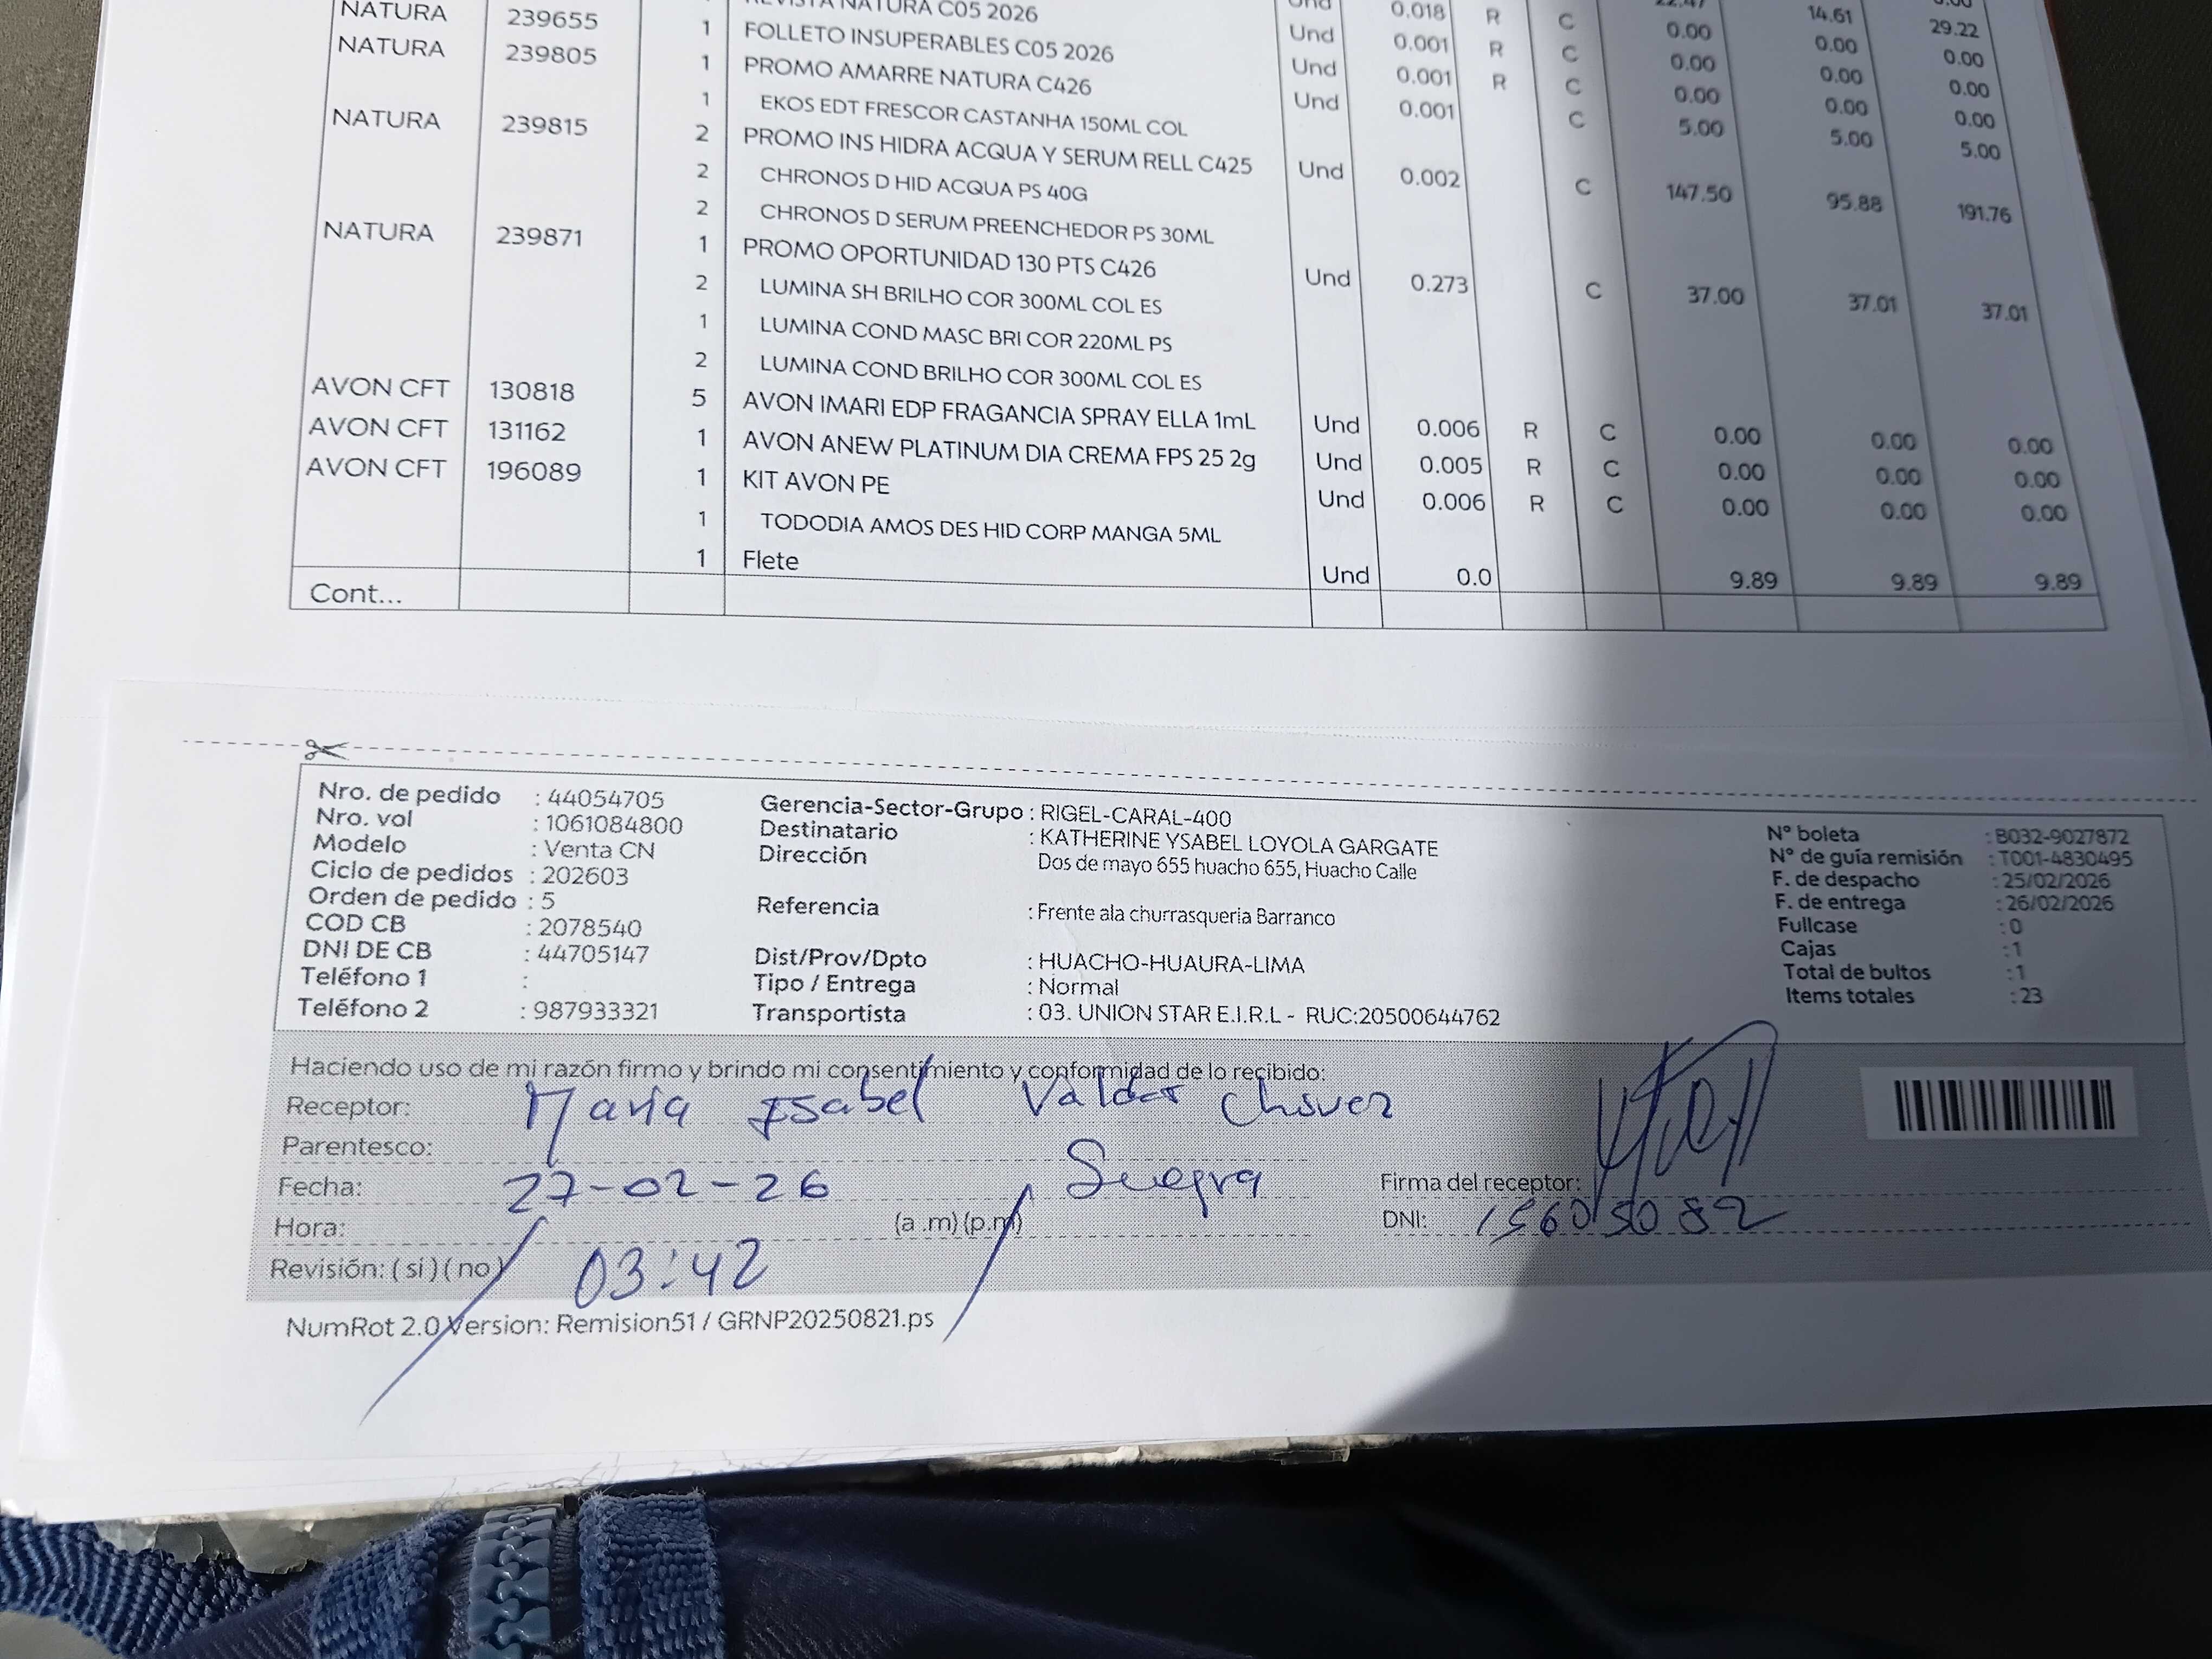 NATURA 239655 REVISTA NATURA C05 2026 Und 0.018 R C 22.47 14.61 29.22
NATURA 239805 1 FOLLETO INSUPERABLES C05 2026 Und 0.001 R C 0.00 0.00 0.00
1 PROMO AMARRE NATURA C426 Und 0.001 R C 0.00 0.00 0.00
1 EKOS EDT FRESCOR CASTANHA 150ML COL Und 0.001 C 0.00 0.00 0.00
5.00 5.00 5.00
NATURA 239815 2 PROMO INS HIDRA ACQUA Y SERUM RELL C425 Und 0.002 C 147.50 95.88 191.76
2 CHRONOS D HID ACQUA PS 40G
2 CHRONOS D SERUM PREENCHEDOR PS 30ML
NATURA 239871 1 PROMO OPORTUNIDAD 130 PTS C426 Und 0.273 C 37.00 37.01 37.01
2 LUMINA SH BRILHO COR 300ML COL ES
1 LUMINA COND MASC BRI COR 220ML PS
2 LUMINA COND BRILHO COR 300ML COL ES
AVON CFT 130818 5 AVON IMARI EDP FRAGANCIA SPRAY ELLA 1mL Und 0.006 R C 0.00 0.00 0.00
AVON CFT 131162 1 AVON ANEW PLATINUM DIA CREMA FPS 25 2g Und 0.005 R C 0.00 0.00 0.00
AVON CFT 196089 1 KIT AVON PE Und 0.006 R C 0.00 0.00 0.00
1 TODODIA AMOS DES HID CORP MANGA 5ML
1 Flete Und 0.0 9.89 9.89 9.89
Cont...
Nro. de pedido : 44054705
Nro. vol : 1061084800
Modelo : Venta CN
Ciclo de pedidos : 202603
Orden de pedido : 5
COD CB : 2078540
DNI DE CB : 44705147
Teléfono 1 :
Teléfono 2 : 987933321
Gerencia-Sector-Grupo : RIGEL-CARAL-400
Destinatario : KATHERINE YSABEL LOYOLA GARGATE
Dirección Dos de mayo 655 huacho 655, Huacho Calle
Referencia : Frente ala churrasqueria Barranco
Dist/Prov/Dpto : HUACHO-HUAURA-LIMA
Tipo / Entrega : Normal
Transportista : 03. UNION STAR E.I.R.L - RUC:20500644762
N° boleta : B032-9027872
N° de guía remisión : T001-4830495
F. de despacho : 25/02/2026
F. de entrega : 26/02/2026
Fullcase : 0
Cajas : 1
Total de bultos : 1
Items totales : 23
Haciendo uso de mi razón firmo y brindo mi consentimiento y conformidad de lo recibido:
Receptor: Maria Isabel Valdez Chavez
Parentesco: Suegra
Fecha: 27-02-26
Firma del receptor:
Hora: 03:42 (a .m) (p.m)
DNI: 15605082
Revisión: ( sí ) ( no )
NumRot 2.0 Version: Remision51 / GRNP20250821.ps